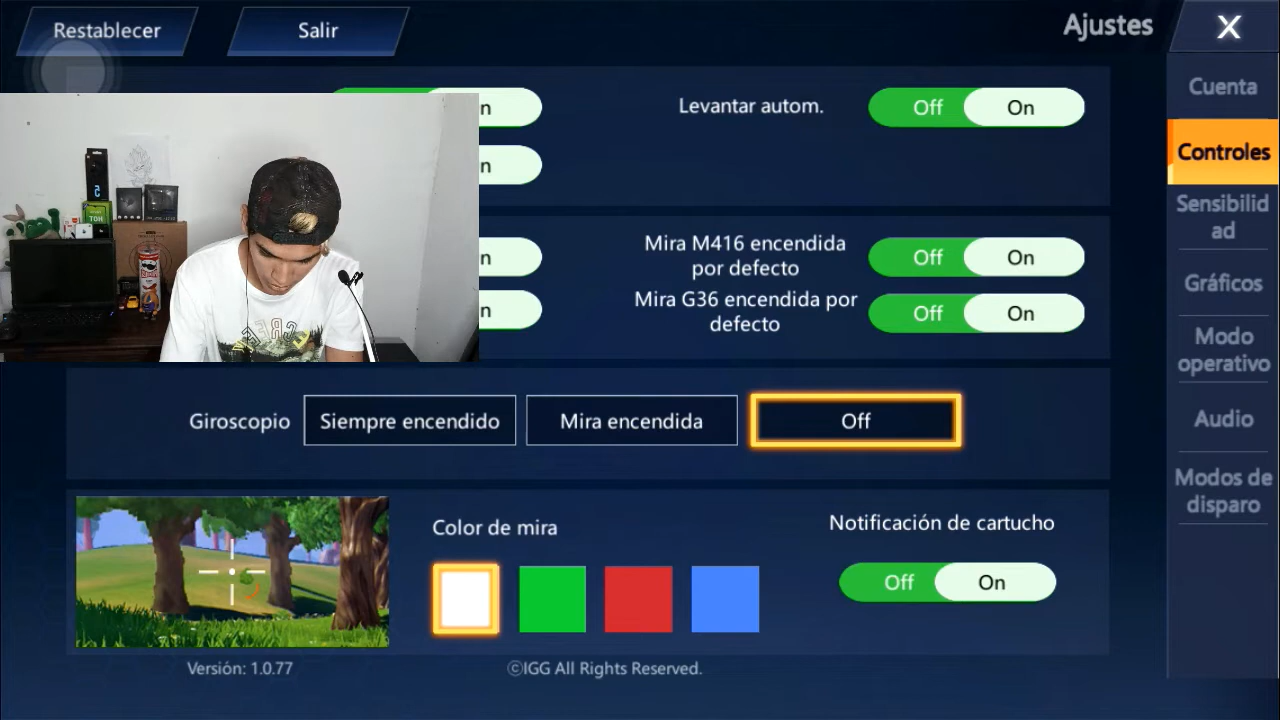 Restablecer
Salir
Ajustes
X
Cuenta
Controles
Sensibilid
ad
Gráficos
Modo
operativo
Audio
Modos de
disparo
n
Levantar autom.
Off
On
n
n
Mira M416 encendida
por defecto
Off
On
n
Mira G36 encendida por
defecto
Off
On
Giroscopio
Siempre encendido
Mira encendida
Off
Color de mira
Notificación de cartucho
Off
On
Versión: 1.0.77
©IGG All Rights Reserved.